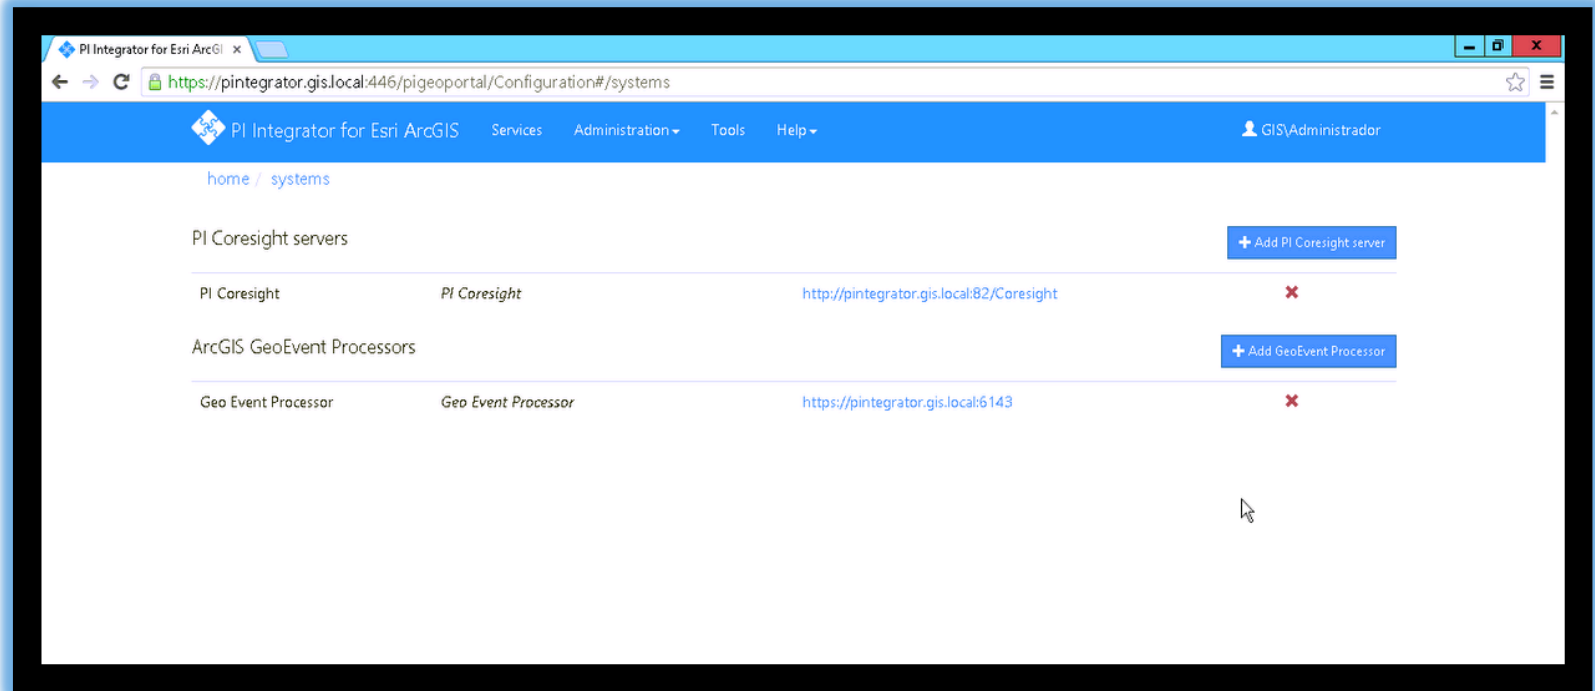 PI Integrator for Esri ArcGI
https://pintegrator.gis.local:446/pigeoportal/Configuration#/systems
PI Integrator for Esri ArcGIS Services Administration Tools Help GIS\Administrador
home / systems
PI Coresight servers + Add PI Coresight server
PI Coresight PI Coresight http://pintegrator.gis.local:82/Coresight
ArcGIS GeoEvent Processors + Add GeoEvent Processor
Geo Event Processor Geo Event Processor https://pintegrator.gis.local:6143